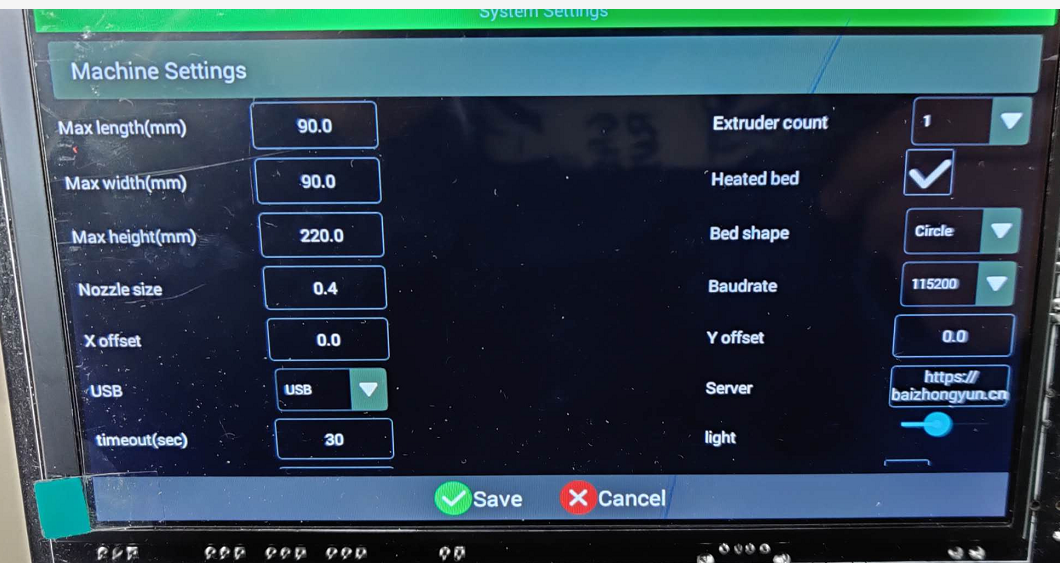 System Settings
Machine Settings
Max length(mm) 90.0 Extruder count 1
Max width(mm) 90.0 Heated bed
Max height(mm) 220.0 Bed shape Circle
Nozzle size 0.4 Baudrate 115200
X offset 0.0 Y offset 0.0
USB USB Server https://
baizhongyun.cn
timeout(sec) 30 light
Save Cancel